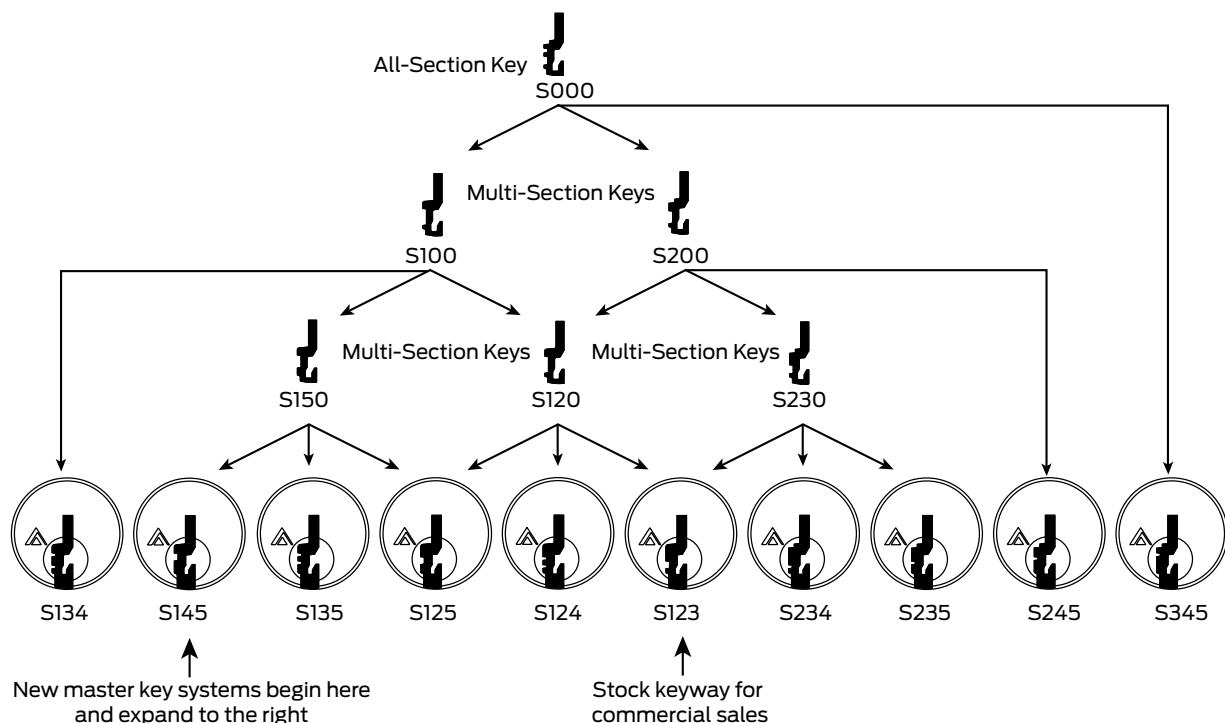 All-Section Key
S000
Multi-Section Keys
S100
S200
Multi-Section Keys
Multi-Section Keys
S150
S120
S230
S134
S145
S135
S125
S124
S123
S234
S235
S245
S345
New master key systems begin here
and expand to the right
Stock keyway for
commercial sales